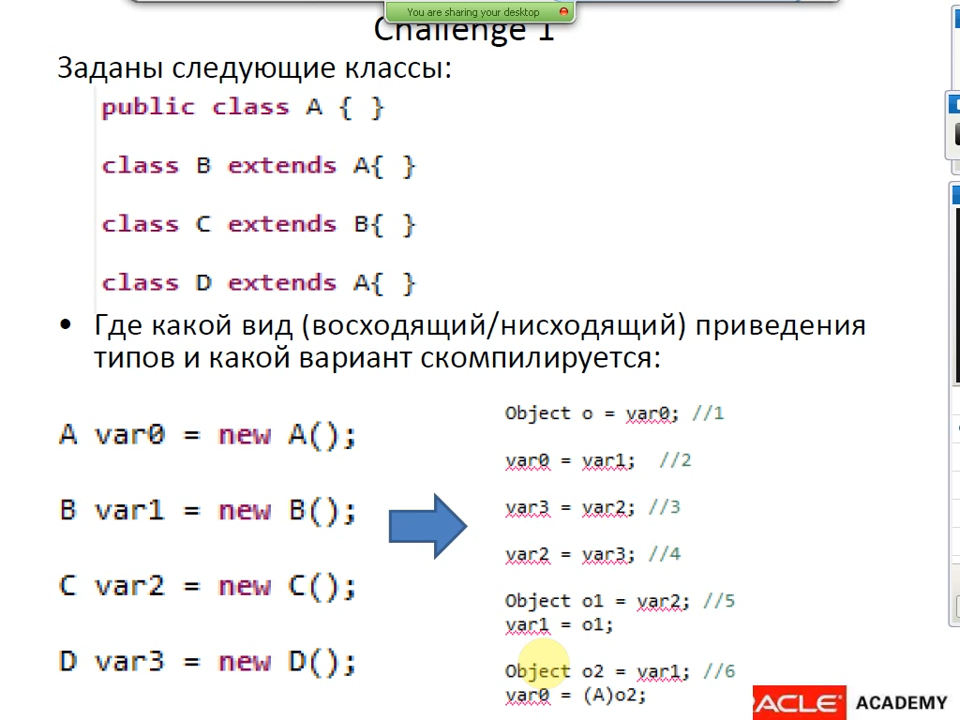 You are sharing your desktop
Challenge 1
Заданы следующие классы:
public class A { }
class B extends A{ }
class C extends B{ }
class D extends A{ }
• Где какой вид (восходящий/нисходящий) приведения
типов и какой вариант скомпилируется:
A var0 = new A();
B var1 = new B();
C var2 = new C();
D var3 = new D();
Object o = var0; //1
var0 = var1; //2
var3 = var2; //3
var2 = var3; //4
Object o1 = var2; //5
var1 = o1;
Object o2 = var1; //6
var0 = (A)o2;
ORACLE ACADEMY